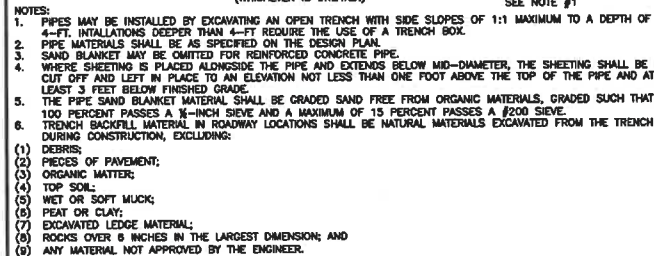 SEE NOTE #1
NOTES:
1. PIPES MAY BE INSTALLED BY EXCAVATING AN OPEN TRENCH WITH SIDE SLOPES OF 1:1 MAXIMUM TO A DEPTH OF
4-FT. INTALLATIONS DEEPER THAN 4-FT REQUIRE THE USE OF A TRENCH BOX.
2. PIPE MATERIALS SHALL BE AS SPECIFIED ON THE DESIGN PLAN.
3. SAND BLANKET MAY BE OMITTED FOR REINFORCED CONCRETE PIPE.
4. WHERE SHEETING IS PLACED ALONGSIDE THE PIPE AND EXTENDS BELOW MID-DIAMETER, THE SHEETING SHALL BE
CUT OFF AND LEFT IN PLACE TO AN ELEVATION NOT LESS THAN ONE FOOT ABOVE THE TOP OF THE PIPE AND AT
LEAST 3 FEET BELOW FINISHED GRADE.
5. THE PIPE SAND BLANKET MATERIAL SHALL BE GRADED SAND FREE FROM ORGANIC MATERIALS, GRADED SUCH THAT
100 PERCENT PASSES A ½-INCH SIEVE AND A MAXIMUM OF 15 PERCENT PASSES A #200 SIEVE.
6. TRENCH BACKFILL MATERIAL IN ROADWAY LOCATIONS SHALL BE NATURAL MATERIALS EXCAVATED FROM THE TRENCH
DURING CONSTRUCTION, EXCLUDING:
(1) DEBRIS;
(2) PIECES OF PAVEMENT;
(3) ORGANIC MATTER;
(4) TOP SOIL;
(5) WET OR SOFT MUCK;
(6) PEAT OR CLAY;
(7) EXCAVATED LEDGE MATERIAL;
(8) ROCKS OVER 6 INCHES IN THE LARGEST DIMENSION; AND
(9) ANY MATERIAL NOT APPROVED BY THE ENGINEER.